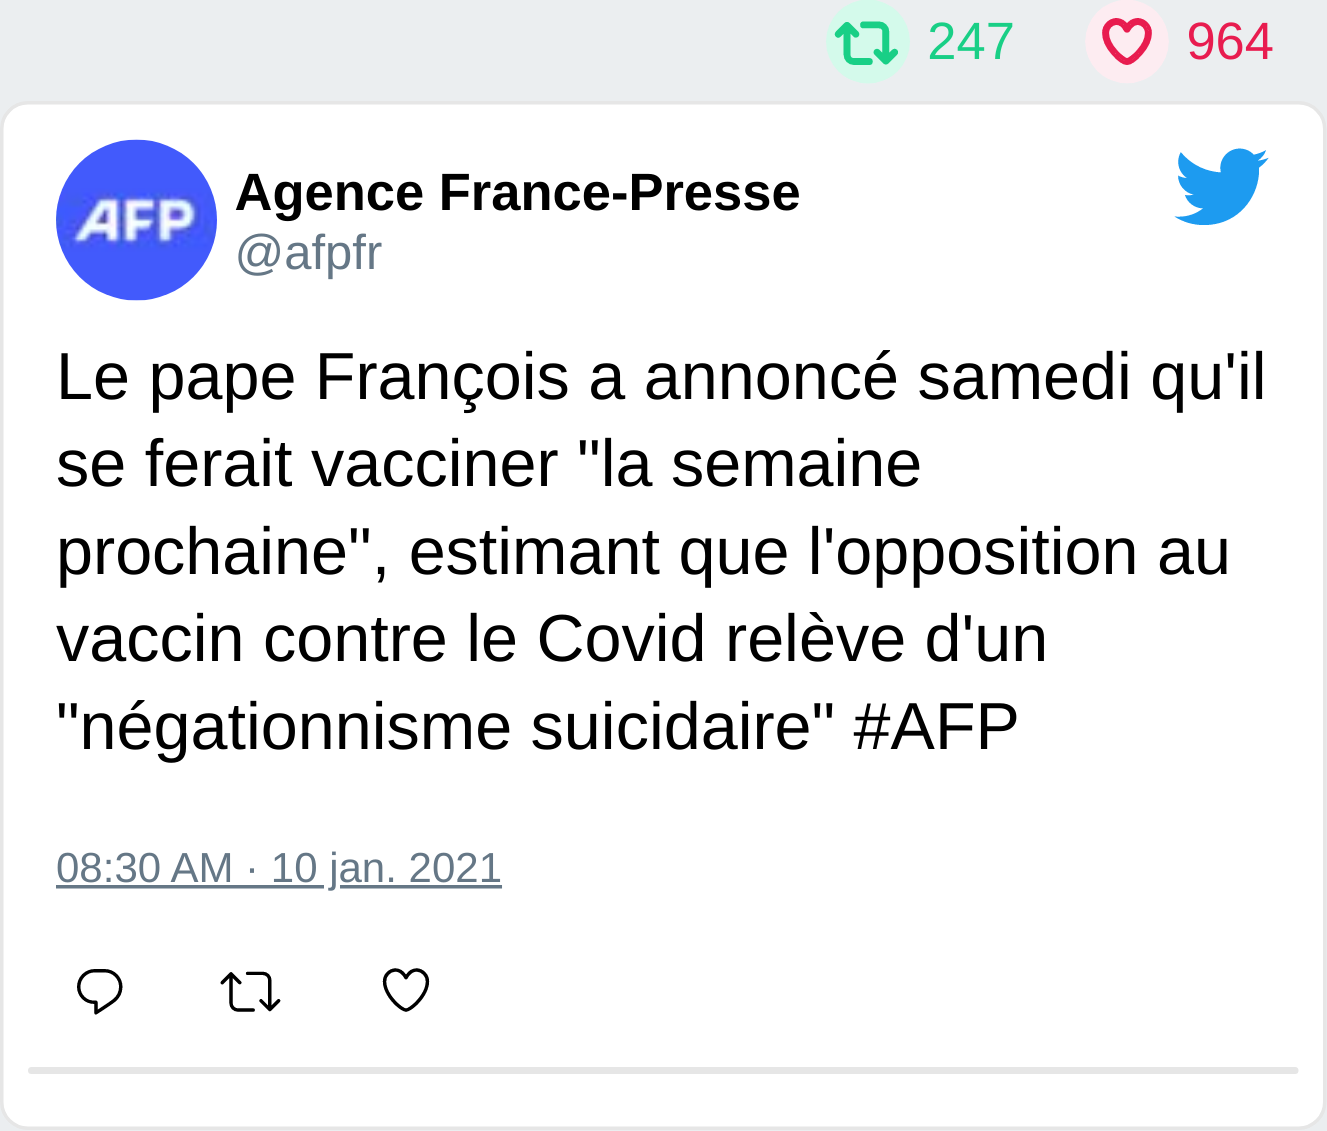 247 964
AFP
Agence France-Presse
@afpfr
Le pape François a annoncé samedi qu'il
se ferait vacciner "la semaine
prochaine", estimant que l'opposition au
vaccin contre le Covid relève d'un
"négationnisme suicidaire" #AFP
08:30 AM · 10 jan. 2021